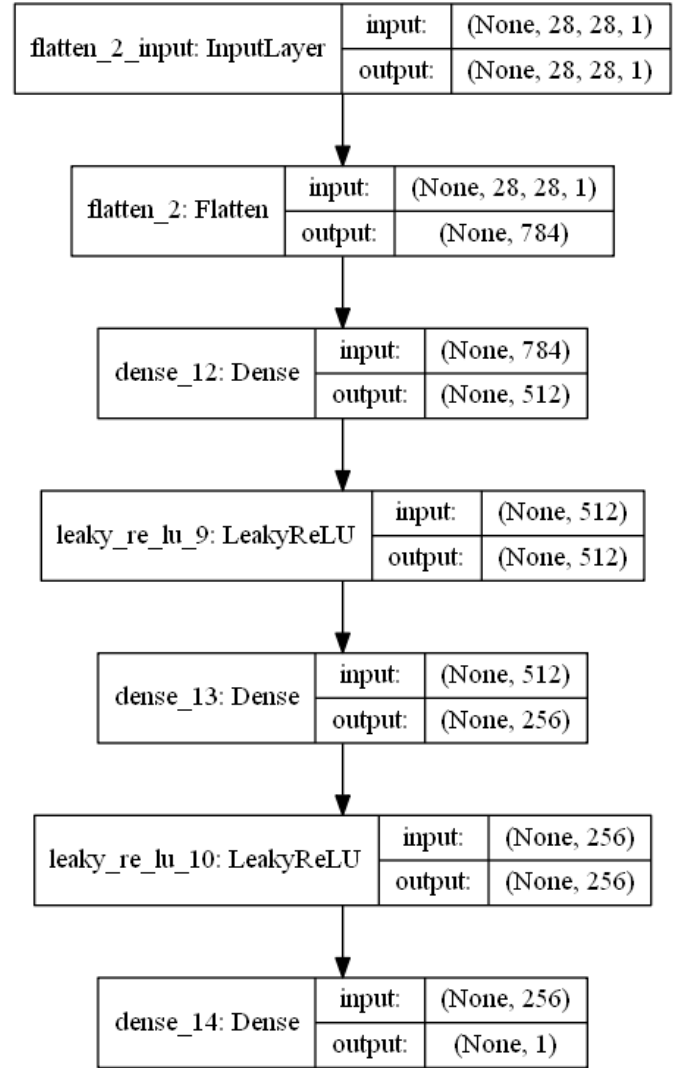 flatten_2_input: InputLayer
input: (None, 28, 28, 1)
output: (None, 28, 28, 1)
flatten_2: Flatten
input: (None, 28, 28, 1)
output: (None, 784)
dense_12: Dense
input: (None, 784)
output: (None, 512)
leaky_re_lu_9: LeakyReLU
input: (None, 512)
output: (None, 512)
dense_13: Dense
input: (None, 512)
output: (None, 256)
leaky_re_lu_10: LeakyReLU
input: (None, 256)
output: (None, 256)
dense_14: Dense
input: (None, 256)
output: (None, 1)